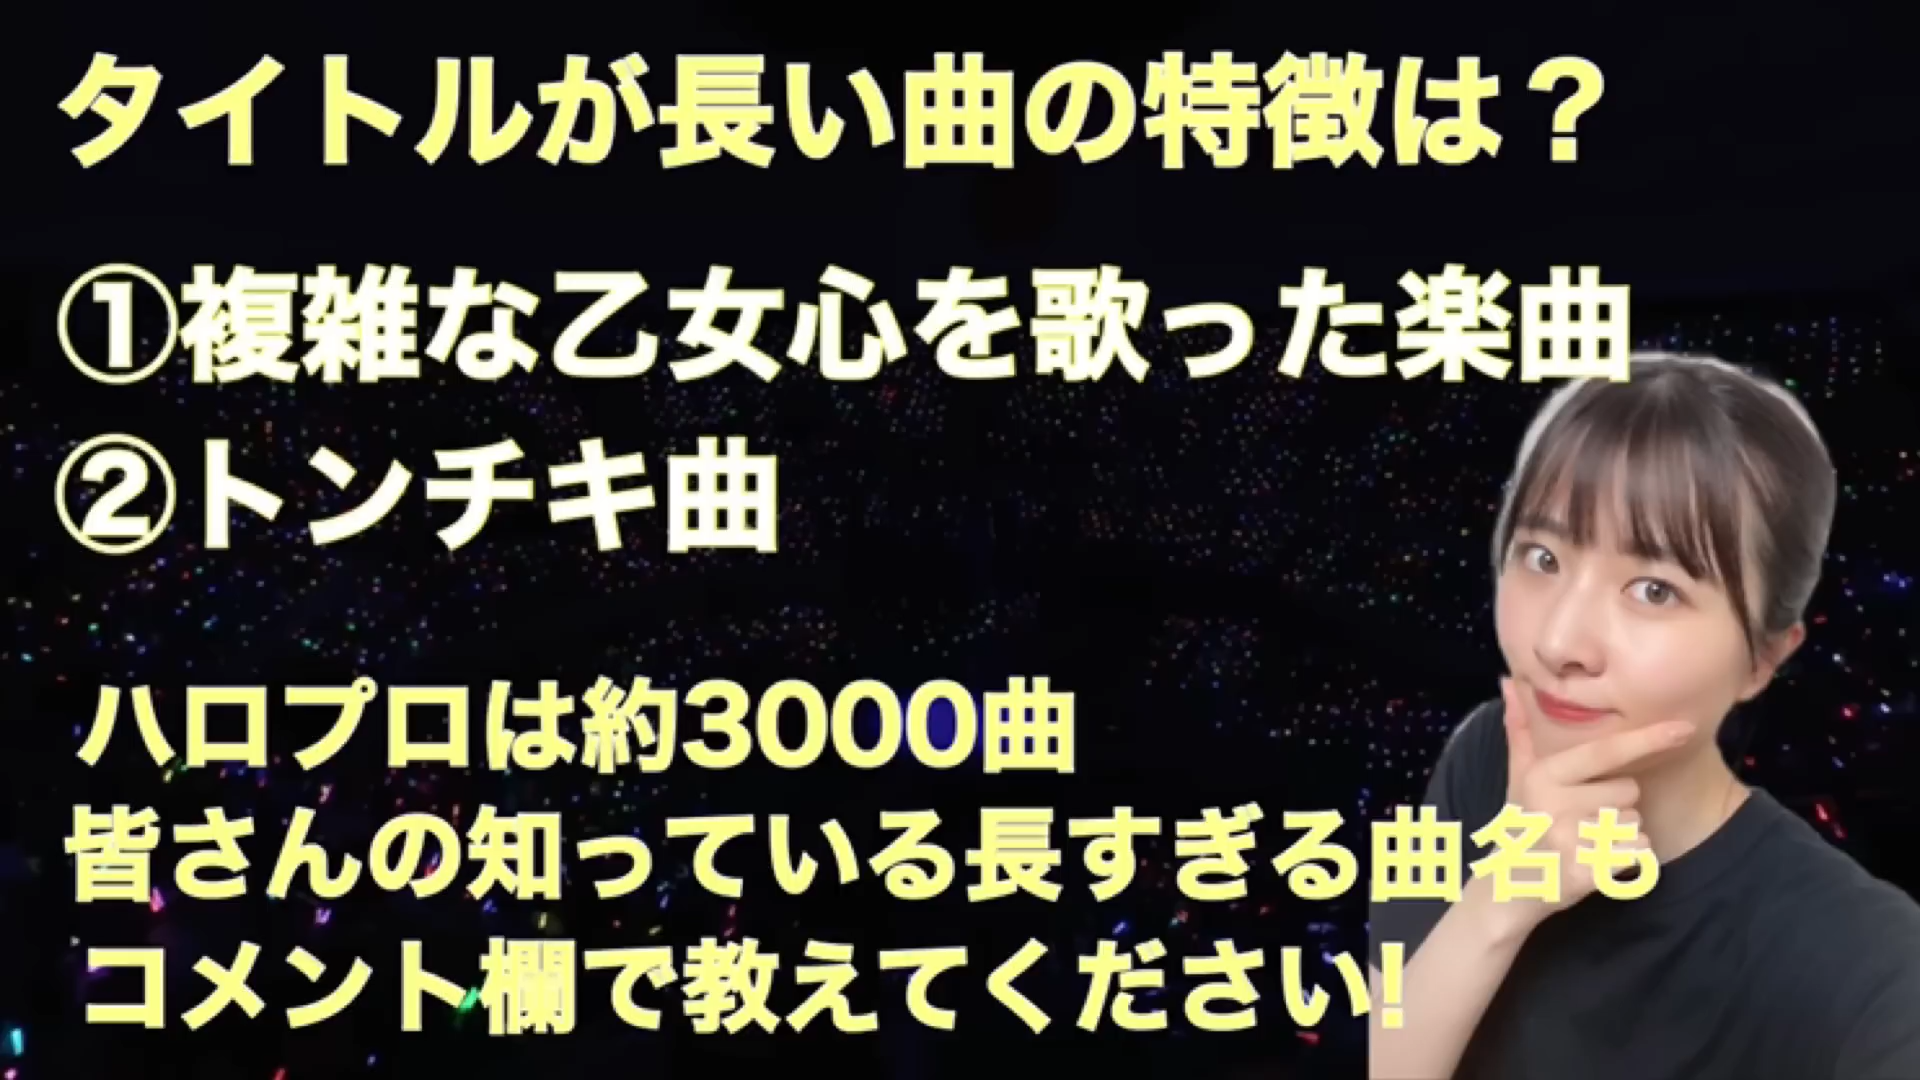 タイトルが長い曲の特徴は？
①複雑な乙女心を歌った楽曲
②トンチキ曲
ハロプロは約3000曲
皆さんの知っている長すぎる曲名も
コメント欄で教えてください!